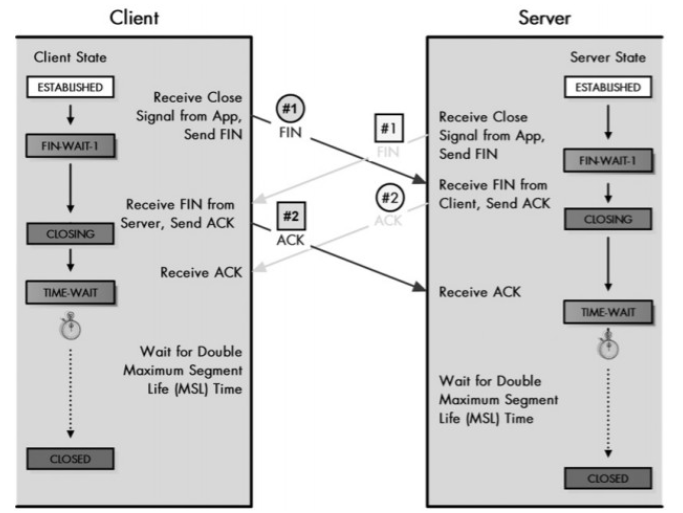 Client
Server
Client State
ESTABLISHED
FIN-WAIT-1
CLOSING
TIME-WAIT
CLOSED
Receive Close
Signal from App,
Send FIN
Receive FIN from
Server, Send ACK
Receive ACK
Wait for Double
Maximum Segment
Life (MSL) Time
#1
FIN
#1
FIN
#2
ACK
#2
ACK
Receive Close
Signal from App,
Send FIN
Receive FIN from
Client, Send ACK
Receive ACK
Wait for Double
Maximum Segment
Life (MSL) Time
Server State
ESTABLISHED
FIN-WAIT-1
CLOSING
TIME-WAIT
CLOSED